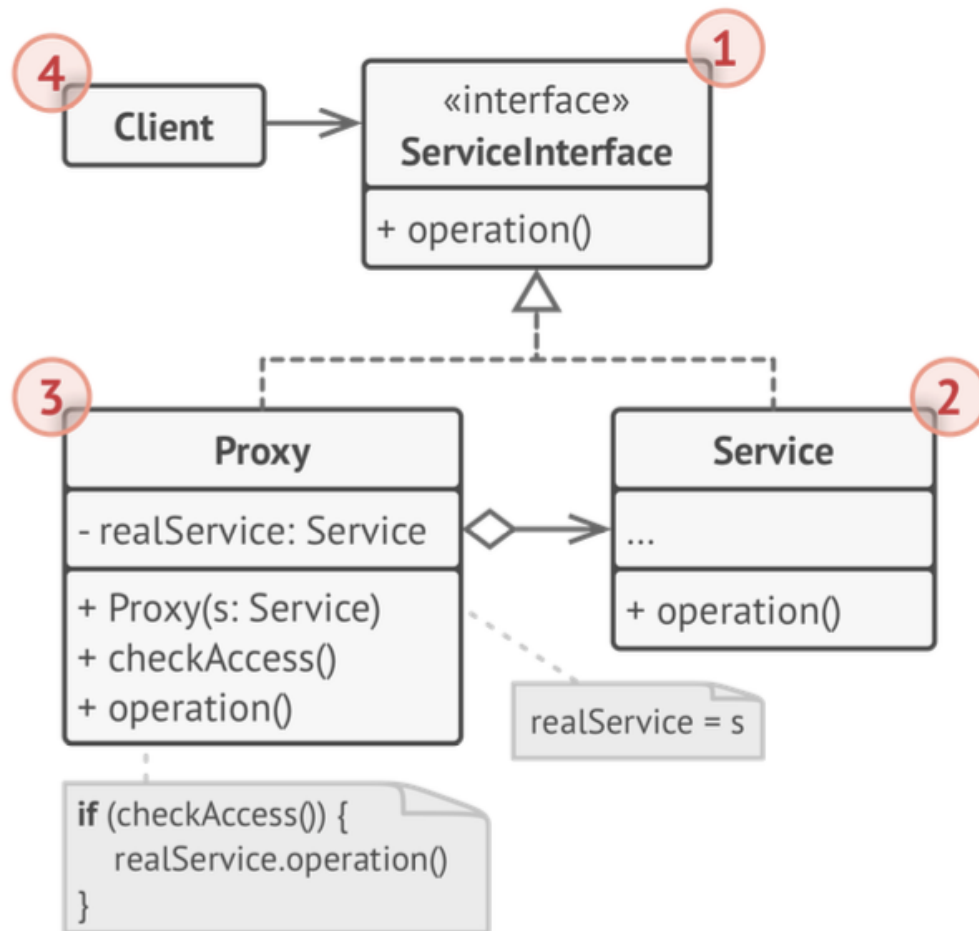 4
Client
1
«interface»
ServiceInterface
+ operation()
3
Proxy
- realService: Service
+ Proxy(s: Service)
+ checkAccess()
+ operation()
2
Service
...
+ operation()
realService = s
if (checkAccess()) {
realService.operation()
}